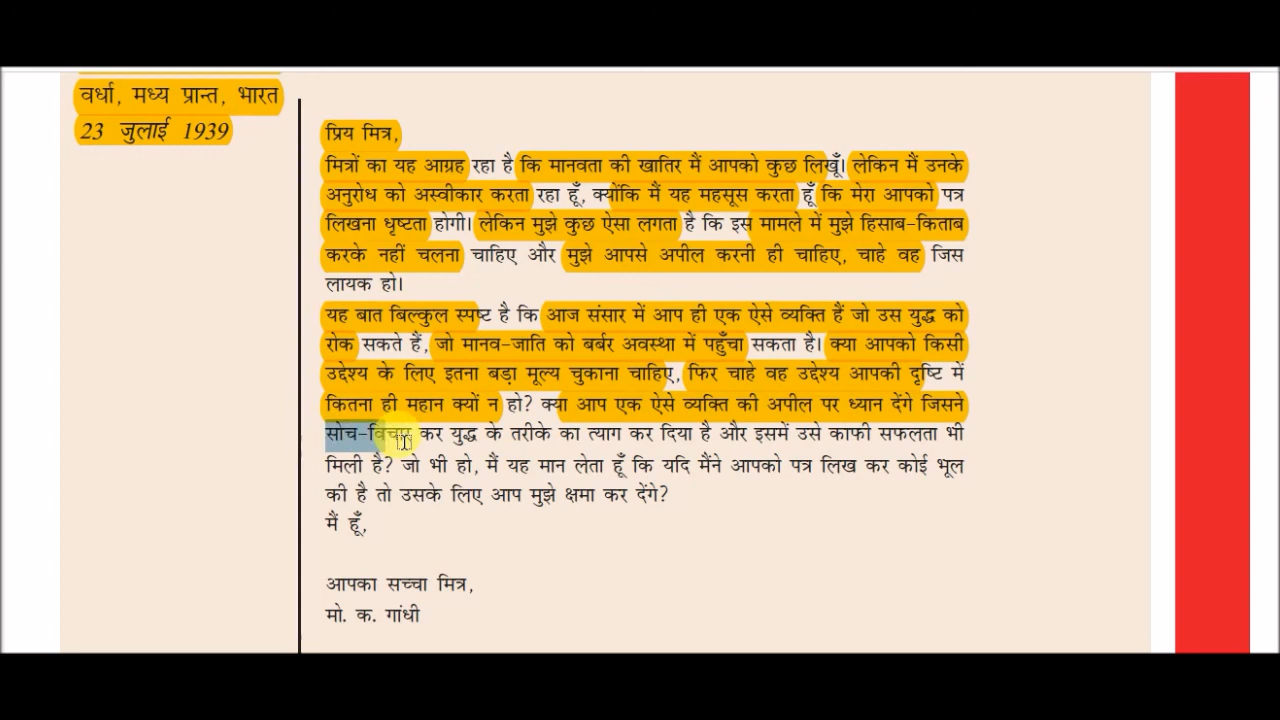 वर्धा, मध्य प्रान्त, भारत
23 जुलाई 1939
प्रिय मित्र,
मित्रों का यह आग्रह रहा है कि मानवता की खातिर मैं आपको कुछ लिखूँ। लेकिन मैं उनके
अनुरोध को अस्वीकार करता रहा हूँ, क्योंकि मैं यह महसूस करता हूँ कि मेरा आपको पत्र
लिखना धृष्टता होगी। लेकिन मुझे कुछ ऐसा लगता है कि इस मामले में मुझे हिसाब-किताब
करके नहीं चलना चाहिए और मुझे आपसे अपील करनी ही चाहिए, चाहे वह जिस
लायक हो।
यह बात बिल्कुल स्पष्ट है कि आज संसार में आप ही एक ऐसे व्यक्ति हैं जो उस युद्ध को
रोक सकते हैं, जो मानव-जाति को बर्बर अवस्था में पहुँचा सकता है। क्या आपको किसी
उद्देश्य के लिए इतना बड़ा मूल्य चुकाना चाहिए, फिर चाहे वह उद्देश्य आपकी दृष्टि में
कितना ही महान क्यों न हो? क्या आप एक ऐसे व्यक्ति की अपील पर ध्यान देंगे जिसने
सोच-विचार कर युद्ध के तरीके का त्याग कर दिया है और इसमें उसे काफी सफलता भी
मिली है? जो भी हो, मैं यह मान लेता हूँ कि यदि मैंने आपको पत्र लिख कर कोई भूल
की है तो उसके लिए आप मुझे क्षमा कर देंगे?
मैं हूँ,
आपका सच्चा मित्र,
मो. क. गांधी